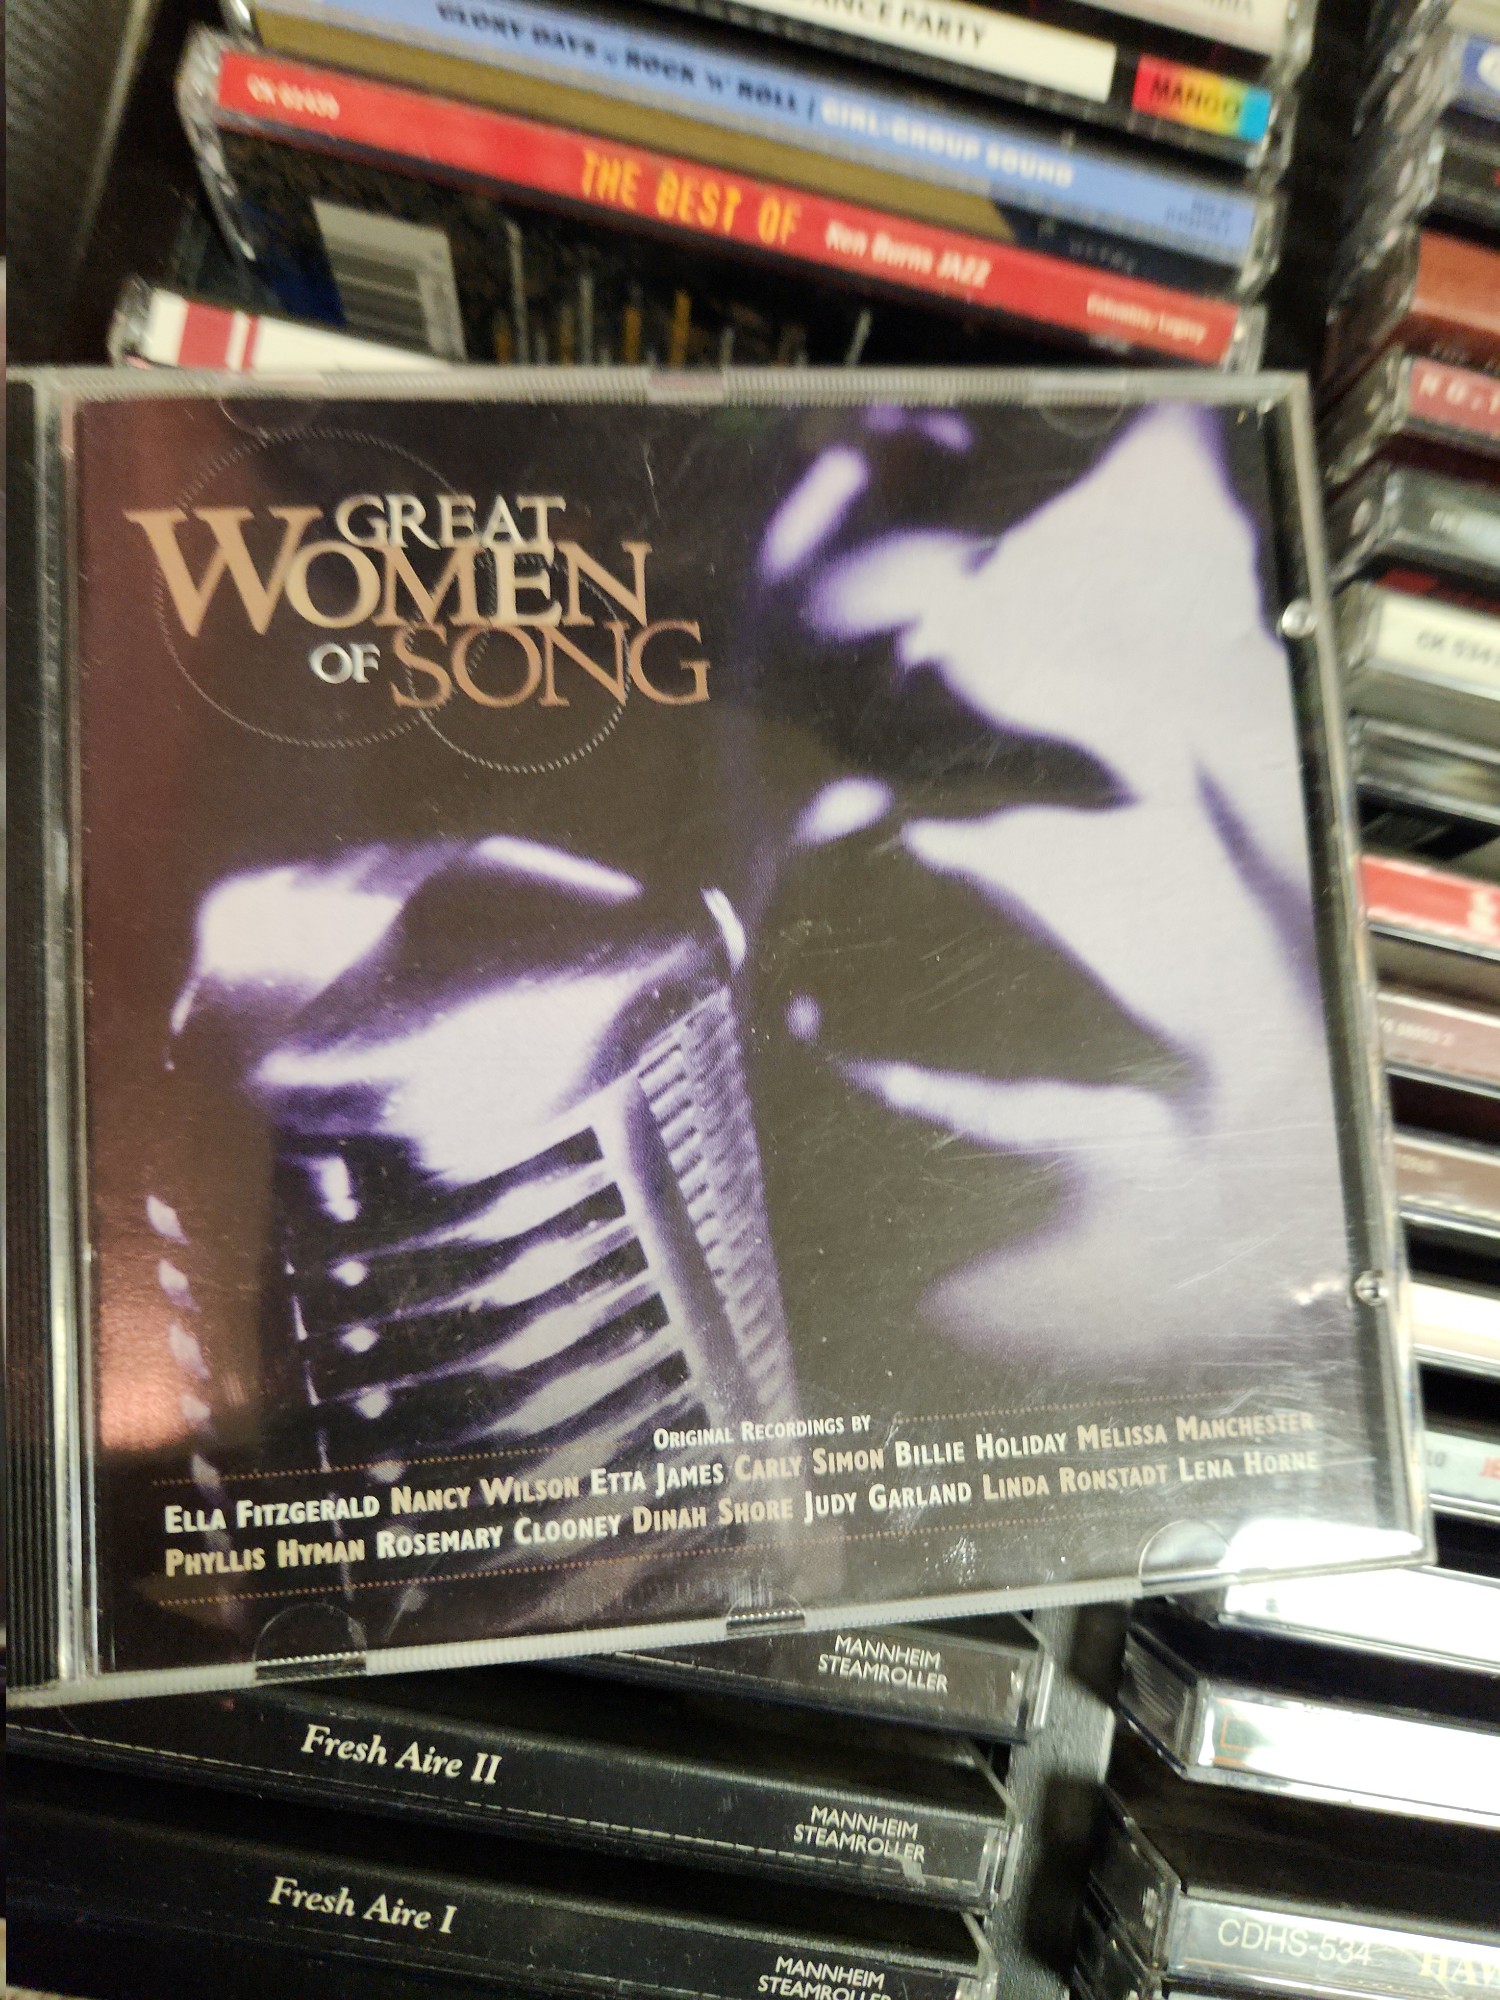 DANCE PARTY
MANGO
GLORY DAYS of ROCK 'n' ROLL / GIRL-GROUP SOUND
THE BEST OF Ken Burns JAZZ
Columbia/Legacy
GREAT
WOMEN
OF SONG
ORIGINAL RECORDINGS BY
ELLA FITZGERALD NANCY WILSON ETTA JAMES CARLY SIMON BILLIE HOLIDAY MELISSA MANCHESTER
PHYLLIS HYMAN ROSEMARY CLOONEY DINAH SHORE JUDY GARLAND LINDA RONSTADT LENA HORNE
MANNHEIM
STEAMROLLER
Fresh Aire II
MANNHEIM
STEAMROLLER
Fresh Aire I
MANNHEIM
STEAMROLLER
CDHS-534